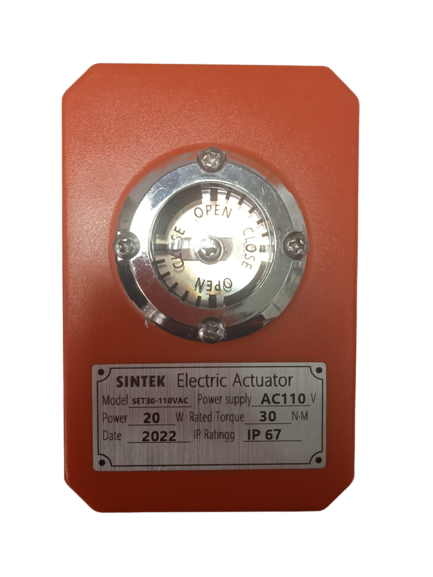 OPEN
CLOSE
CLOSE
OPEN
SINTEK Electric Actuator
Model SET30-110VAC Power supply AC110 V
Power 20 W Rated Torque 30 N-M
Date 2022 IP Ratingg IP 67